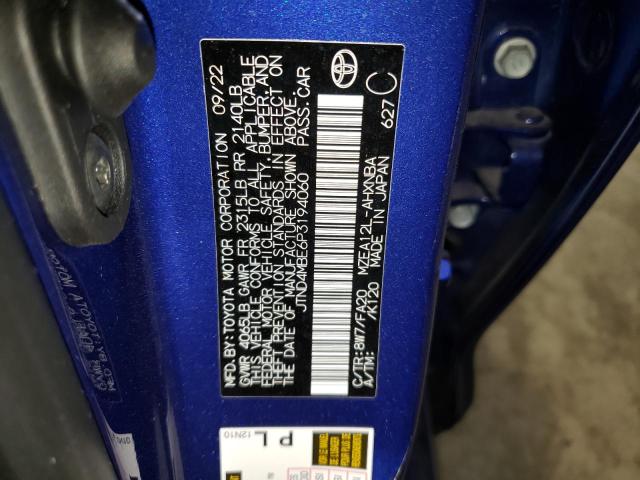 MFD.BY:TOYOTA MOTOR CORPORATION 09/22
GVWR 4065LB GAWR FR 2315LB RR 2140LB
THIS VEHICLE CONFORMS TO ALL APPLICABLE
FEDERAL MOTOR VEHICLE SAFETY, BUMPER, AND
THEFT PREVENTION STANDARDS IN EFFECT ON
THE DATE OF MANUFACTURE SHOWN ABOVE.
JTND4MBE6P3194060 PASS.CAR
C/TR:8W7/FA20 MZEA12L-AHXNBA
A/TM: /K120 MADE IN JAPAN 627 C
P L
12N10